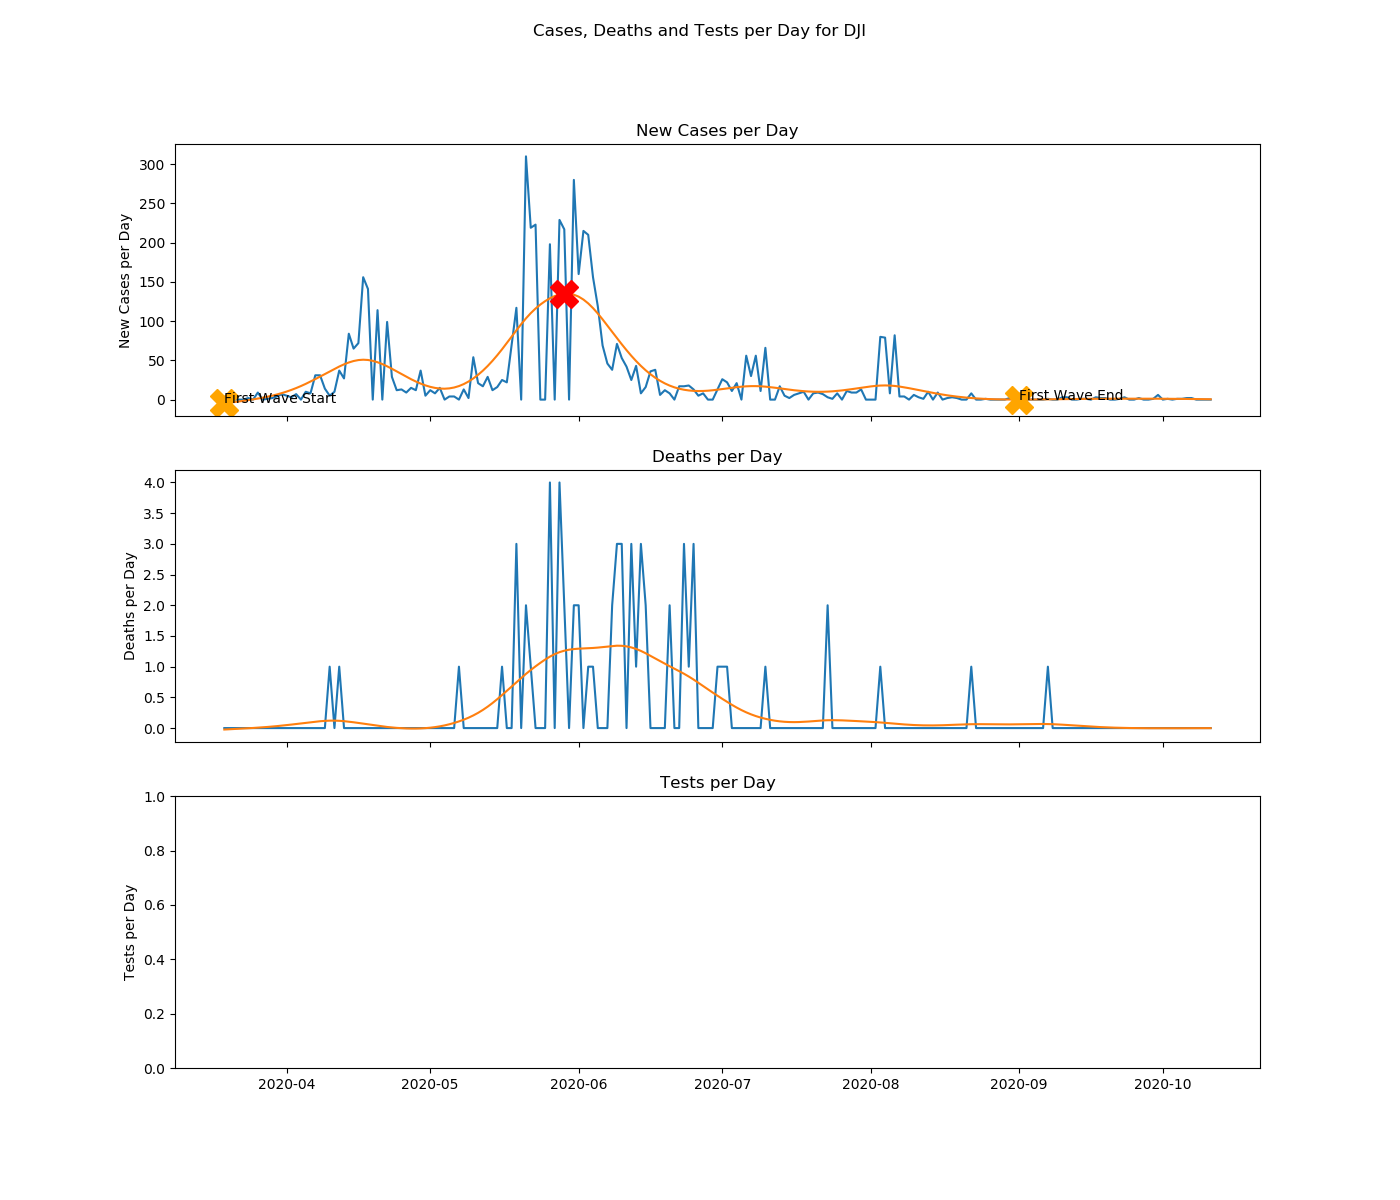 Cases, Deaths and Tests per Day for DJI
New Cases per Day
New Cases per Day
300
250
200
150
100
50
0
First Wave Start
First Wave End
Deaths per Day
Deaths per Day
4.0
3.5
3.0
2.5
2.0
1.5
1.0
0.5
0.0
Tests per Day
Tests per Day
1.0
0.8
0.6
0.4
0.2
0.0
2020-04 2020-05 2020-06 2020-07 2020-08 2020-09 2020-10